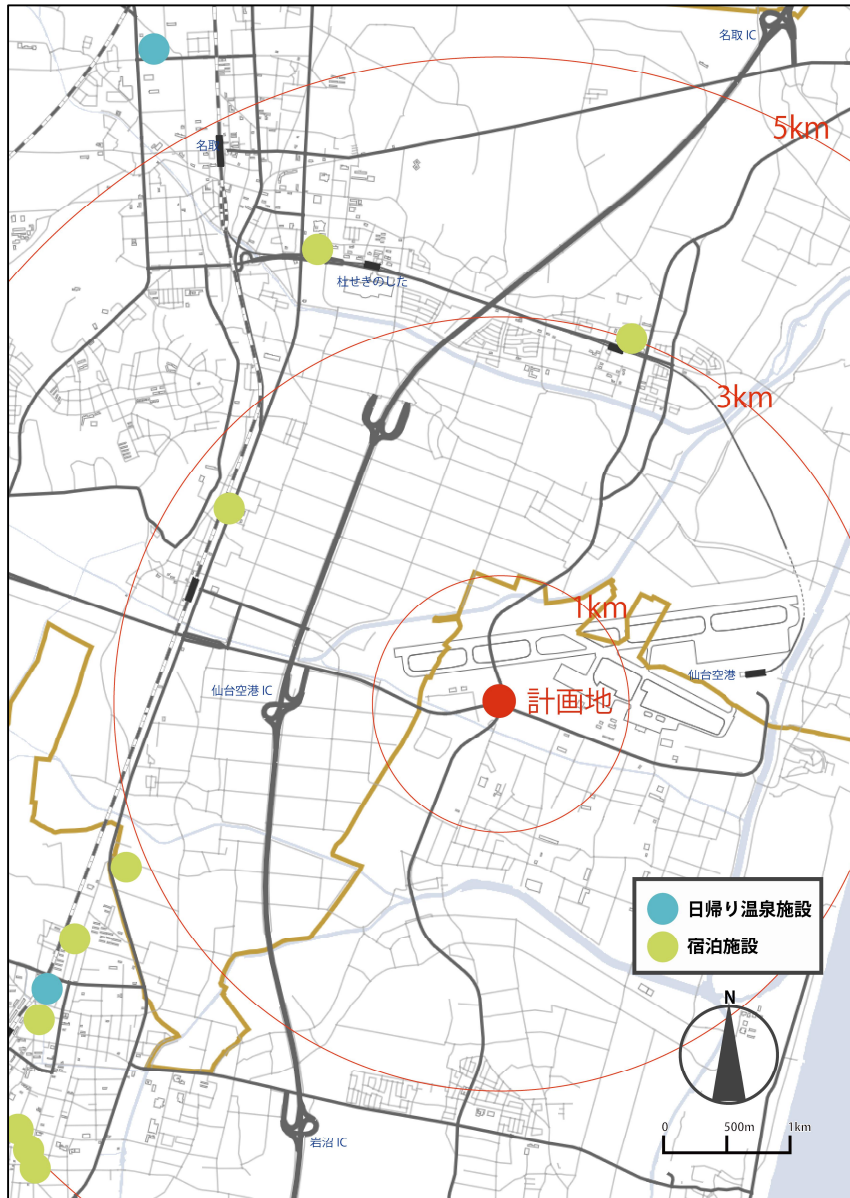 名取 IC
5km
名取
杜せきのした
3km
1km
仙台空港
仙台空港 IC
計画地
日帰り温泉施設
宿泊施設
N
0 500m 1km
岩沼 IC